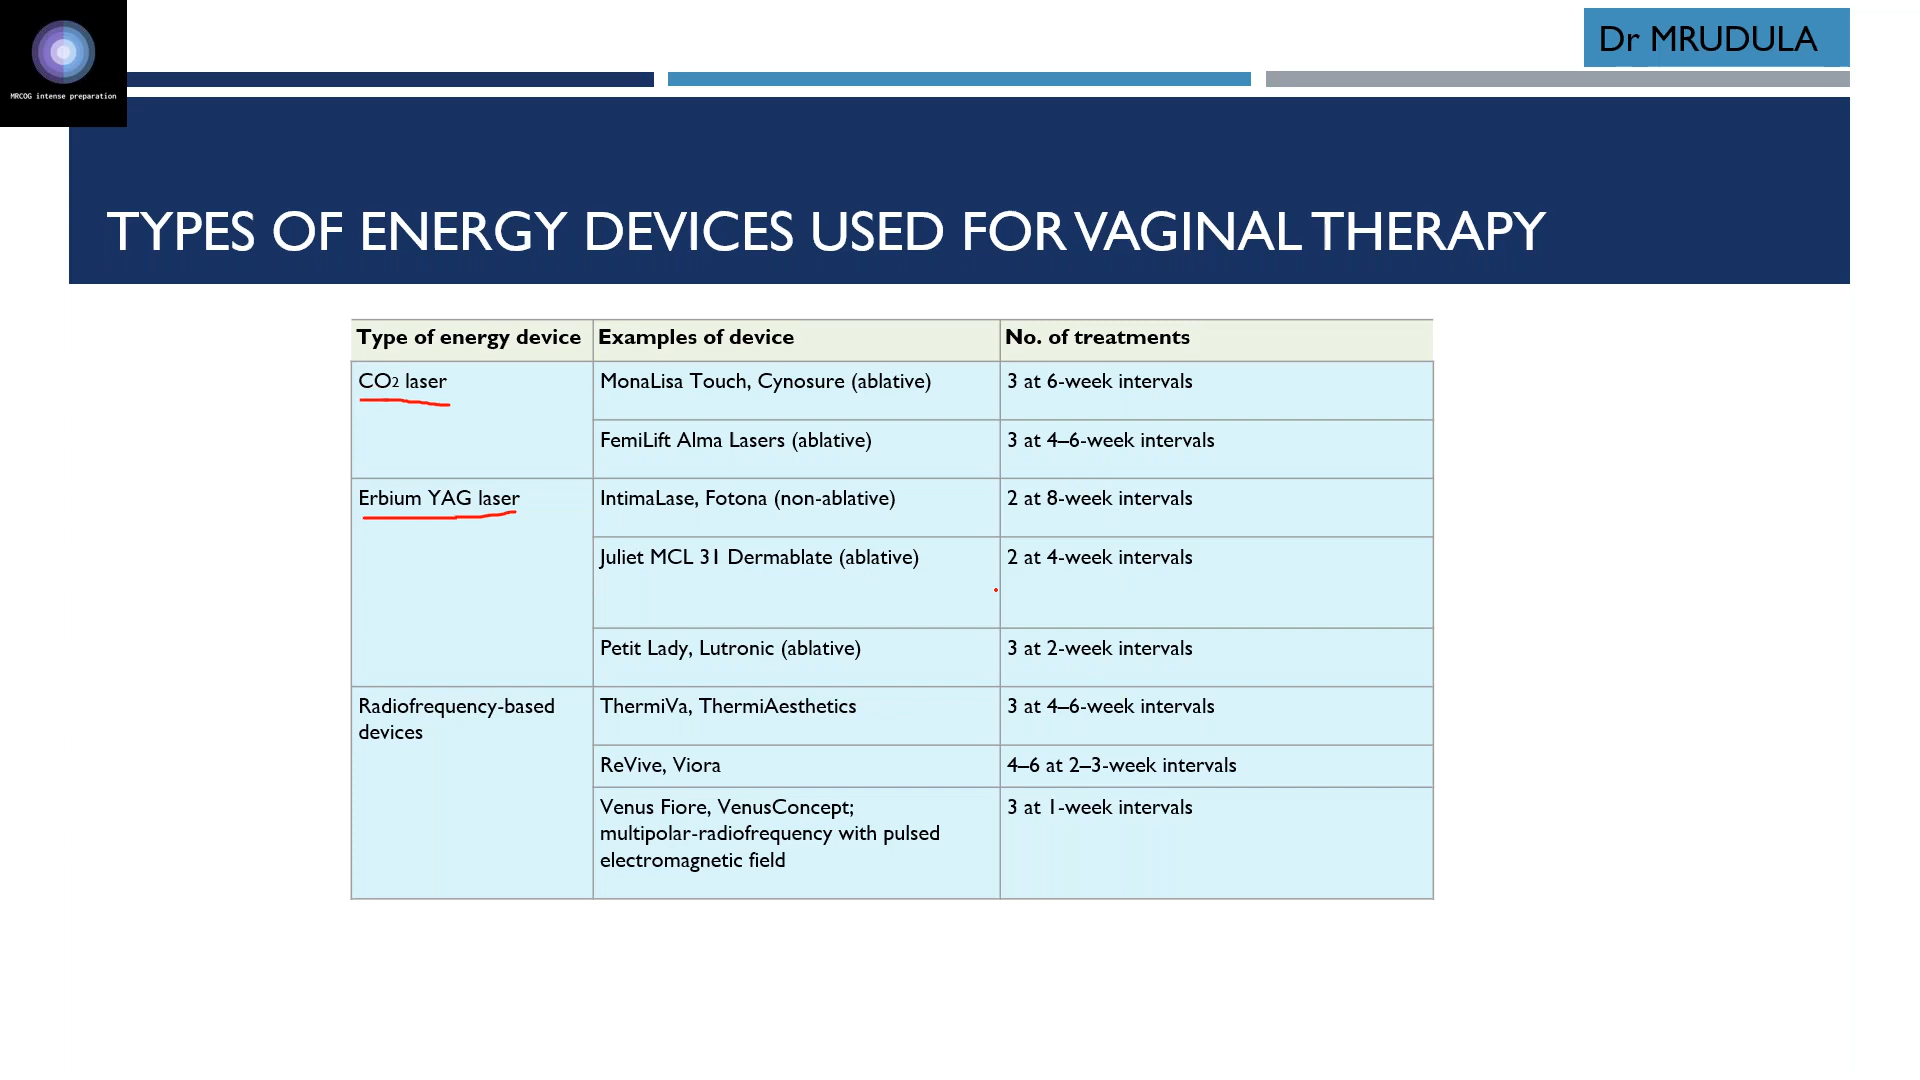 MRCOG intense preparation
Dr MRUDULA
TYPES OF ENERGY DEVICES USED FOR VAGINAL THERAPY
Type of energy device Examples of device No. of treatments
CO2 laser MonaLisa Touch, Cynosure (ablative) 3 at 6-week intervals
FemiLift Alma Lasers (ablative) 3 at 4–6-week intervals
Erbium YAG laser IntimaLase, Fotona (non-ablative) 2 at 8-week intervals
Juliet MCL 31 Dermablate (ablative) 2 at 4-week intervals
Petit Lady, Lutronic (ablative) 3 at 2-week intervals
Radiofrequency-based ThermiVa, ThermiAesthetics 3 at 4–6-week intervals
devices
ReVive, Viora 4–6 at 2–3-week intervals
Venus Fiore, VenusConcept; 3 at 1-week intervals
multipolar-radiofrequency with pulsed
electromagnetic field